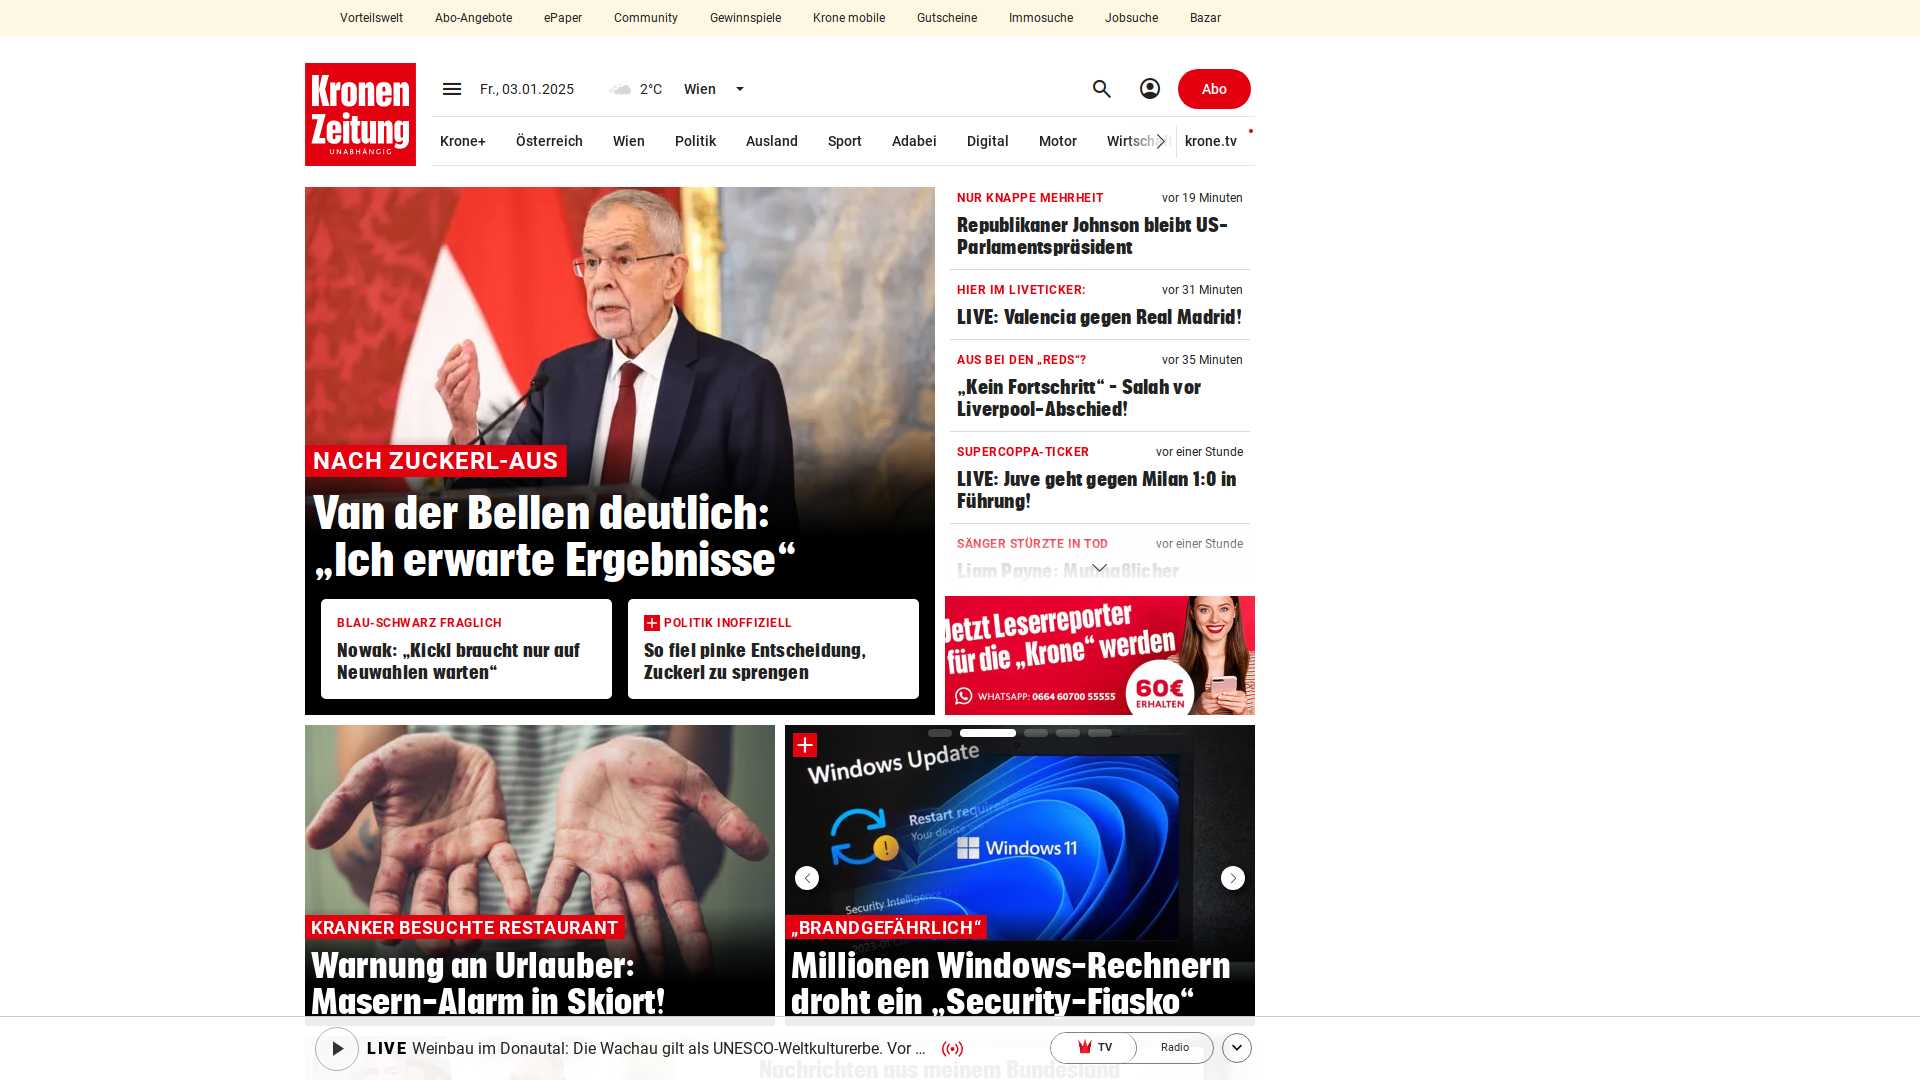 Vorteilswelt Abo-Angebote ePaper Community Gewinnspiele Krone mobile Gutscheine Immosuche Jobsuche Bazar
Kronen
Zeitung
UNABHÄNGIG
Fr., 03.01.2025 2°C Wien Abo
Krone+ Österreich Wien Politik Ausland Sport Adabei Digital Motor Wirtschaft krone.tv
NACH ZUCKERL-AUS
Van der Bellen deutlich:
„Ich erwarte Ergebnisse“
BLAU-SCHWARZ FRAGLICH
Nowak: „Kickl braucht nur auf
Neuwahlen warten“
POLITIK INOFFIZIELL
So fiel pinke Entscheidung,
Zuckerl zu sprengen
NUR KNAPPE MEHRHEIT vor 19 Minuten
Republikaner Johnson bleibt US-
Parlamentspräsident
HIER IM LIVETICKER: vor 31 Minuten
LIVE: Valencia gegen Real Madrid!
AUS BEI DEN „REDS“? vor 35 Minuten
„Kein Fortschritt“ - Salah vor
Liverpool-Abschied!
SUPERCOPPA-TICKER vor einer Stunde
LIVE: Juve geht gegen Milan 1:0 in
Führung!
SÄNGER STÜRZTE IN TOD vor einer Stunde
Liam Payne: Mutmaßlicher
Jetzt Leserreporter
für die „Krone“ werden
WHATSAPP: 0664 60700 55555
60€
ERHALTEN
KRANKER BESUCHTE RESTAURANT
Warnung an Urlauber:
Masern-Alarm in Skiort!
Windows Update
Restart required
Your device
Windows 11
Security Intelligence
„BRANDGEFÄHRLICH“
Millionen Windows-Rechnern
droht ein „Security-Fiasko“
LIVE Weinbau im Donautal: Die Wachau gilt als UNESCO-Weltkulturerbe. Vor ...
TV Radio
Nachrichten aus meinem Bundesland